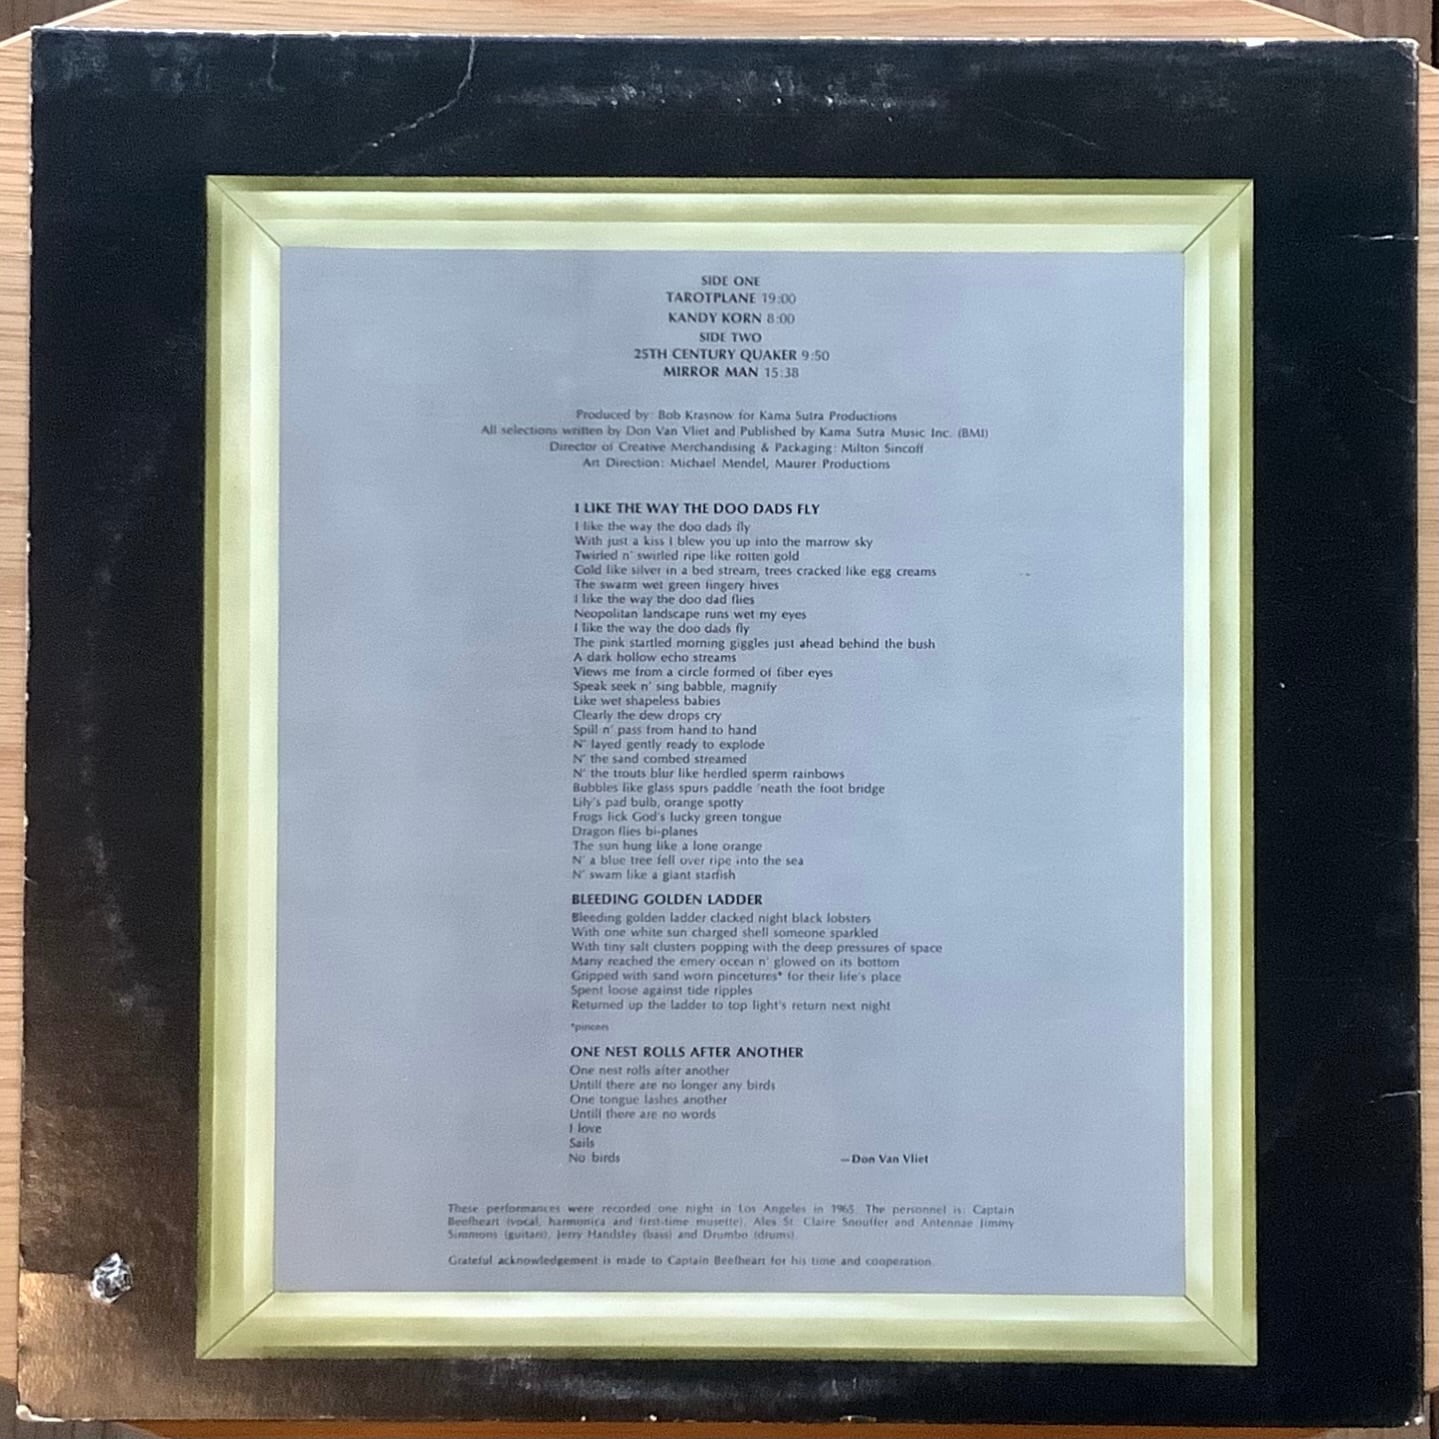 SIDE ONE
TAROTPLANE 19:00
KANDY KORN 8:00
SIDE TWO
25TH CENTURY QUAKER 9:50
MIRROR MAN 15:38
Produced by: Bob Krasnow for Kama Sutra Productions
All selections written by Don Van Vliet and Published by Kama Sutra Music Inc. (BMI)
Director of Creative Merchandising & Packaging: Milton Sincoff
Art Direction: Michael Mendel, Maurer Productions
I LIKE THE WAY THE DOO DADS FLY
I like the way the doo dads fly
With just a kiss I blew you up into the marrow sky
Twirled n' swirled ripe like rotten gold
Cold like silver in a bed stream, trees cracked like egg creams
The swarm wet green fingery hives
I like the way the doo dad flies
Neopolitan landscape runs wet my eyes
I like the way the doo dads fly
The pink startled morning giggles just ahead behind the bush
A dark hollow echo streams
Views me from a circle formed of fiber eyes
Speak seek n' sing babble, magnify
Like wet shapeless babies
Clearly the dew drops cry
Spill n' pass from hand to hand
N' layed gently ready to explode
N' the sand combed streamed
N' the trouts blur like herdled sperm rainbows
Bubbles like glass spurs paddle 'neath the foot bridge
Lily's pad bulb, orange spotty
Frogs lick God's lucky green tongue
Dragon flies bi-planes
The sun hung like a lone orange
N' a blue tree fell over ripe into the sea
N' swam like a giant starfish
BLEEDING GOLDEN LADDER
Bleeding golden ladder clacked night black lobsters
With one white sun charged shell someone sparkled
With tiny salt clusters popping with the deep pressures of space
Many reached the emery ocean n' glowed on its bottom
Gripped with sand worn pincetures* for their life's place
Spent loose against tide ripples
Returned up the ladder to top light's return next night
*pincers
ONE NEST ROLLS AFTER ANOTHER
One nest rolls after another
Untill there are no longer any birds
One tongue lashes another
Untill there are no words
I love
Sails
No birds —Don Van Vliet
These performances were recorded one night in Los Angeles in 1965. The personnel is: Captain
Beefheart (vocal, harmonica and first-time musette), Alex St. Claire Snouffer and Antennae Jimmy
Simmons (guitars), Jerry Handsley (bass) and Drumbo (drums).
Grateful acknowledgement is made to Captain Beefheart for his time and cooperation.